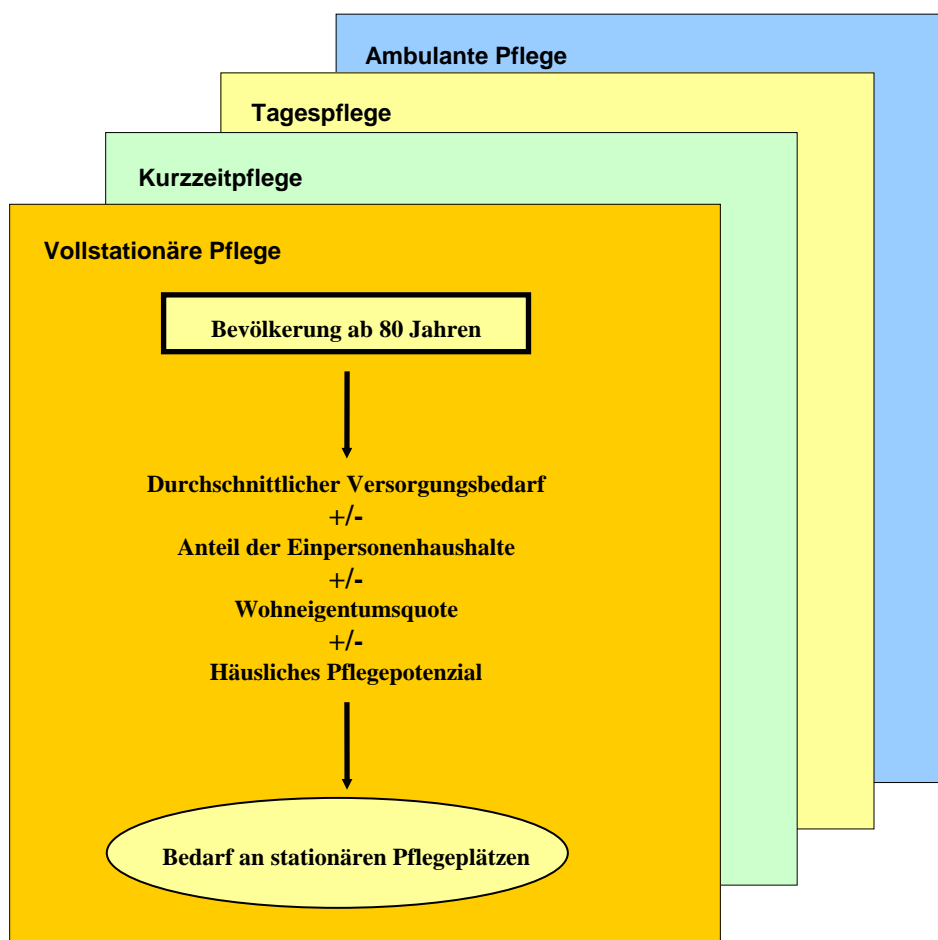 Ambulante Pflege
Tagespflege
Kurzzeitpflege
Vollstationäre Pflege
Bevölkerung ab 80 Jahren
Durchschnittlicher Versorgungsbedarf
+/-
Anteil der Einpersonenhaushalte
+/-
Wohneigentumsquote
+/-
Häusliches Pflegepotenzial
Bedarf an stationären Pflegeplätzen